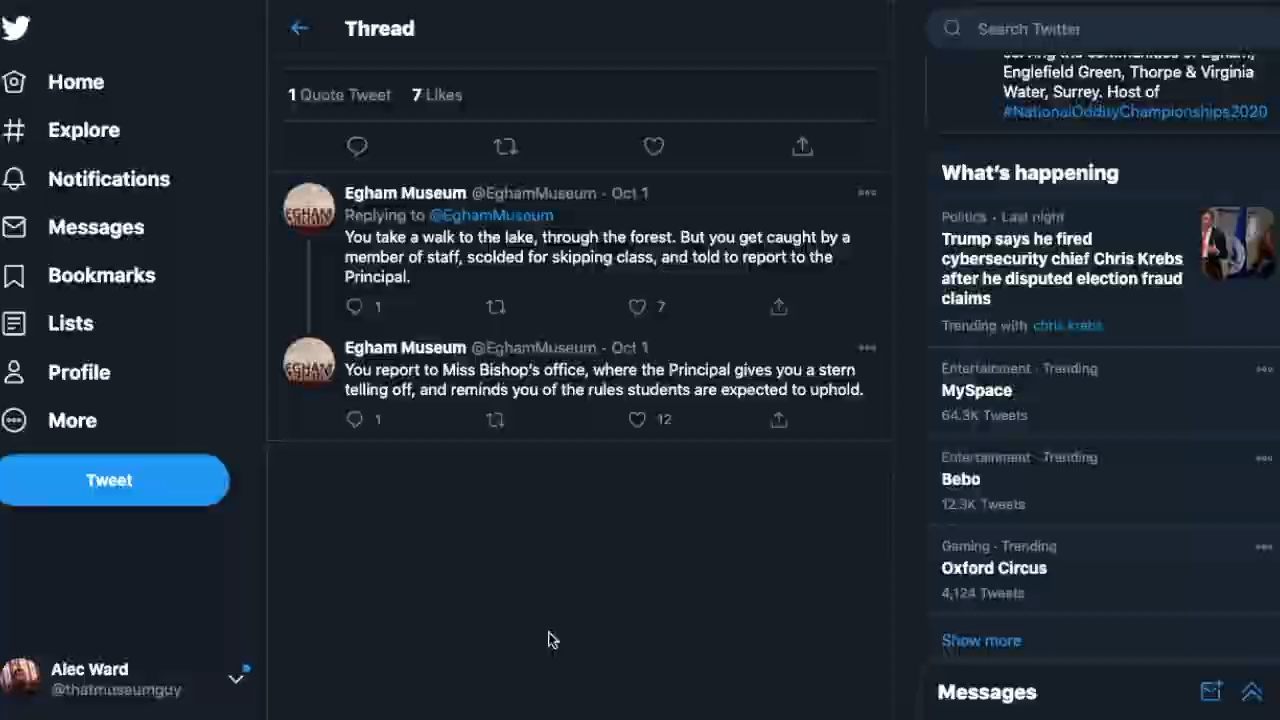 Home
Explore
Notifications
Messages
Bookmarks
Lists
Profile
More
Tweet
Alec Ward
@thatmuseumguy
Thread
1 Quote Tweet 7 Likes
EGHAM
Egham Museum @EghamMuseum · Oct 1
Replying to @EghamMuseum
You take a walk to the lake, through the forest. But you get caught by a
member of staff, scolded for skipping class, and told to report to the
Principal.
1 7
EGHAM
Egham Museum @EghamMuseum · Oct 1
You report to Miss Bishop's office, where the Principal gives you a stern
telling off, and reminds you of the rules students are expected to uphold.
1 12
Search Twitter
serving the communities of Egham,
Englefield Green, Thorpe & Virginia
Water, Surrey. Host of
#NationalOddityChampionships2020
What's happening
Politics · Last night
Trump says he fired
cybersecurity chief Chris Krebs
after he disputed election fraud
claims
Trending with chris krebs
Entertainment · Trending
MySpace
64.3K Tweets
Entertainment · Trending
Bebo
12.3K Tweets
Gaming · Trending
Oxford Circus
4,124 Tweets
Show more
Messages